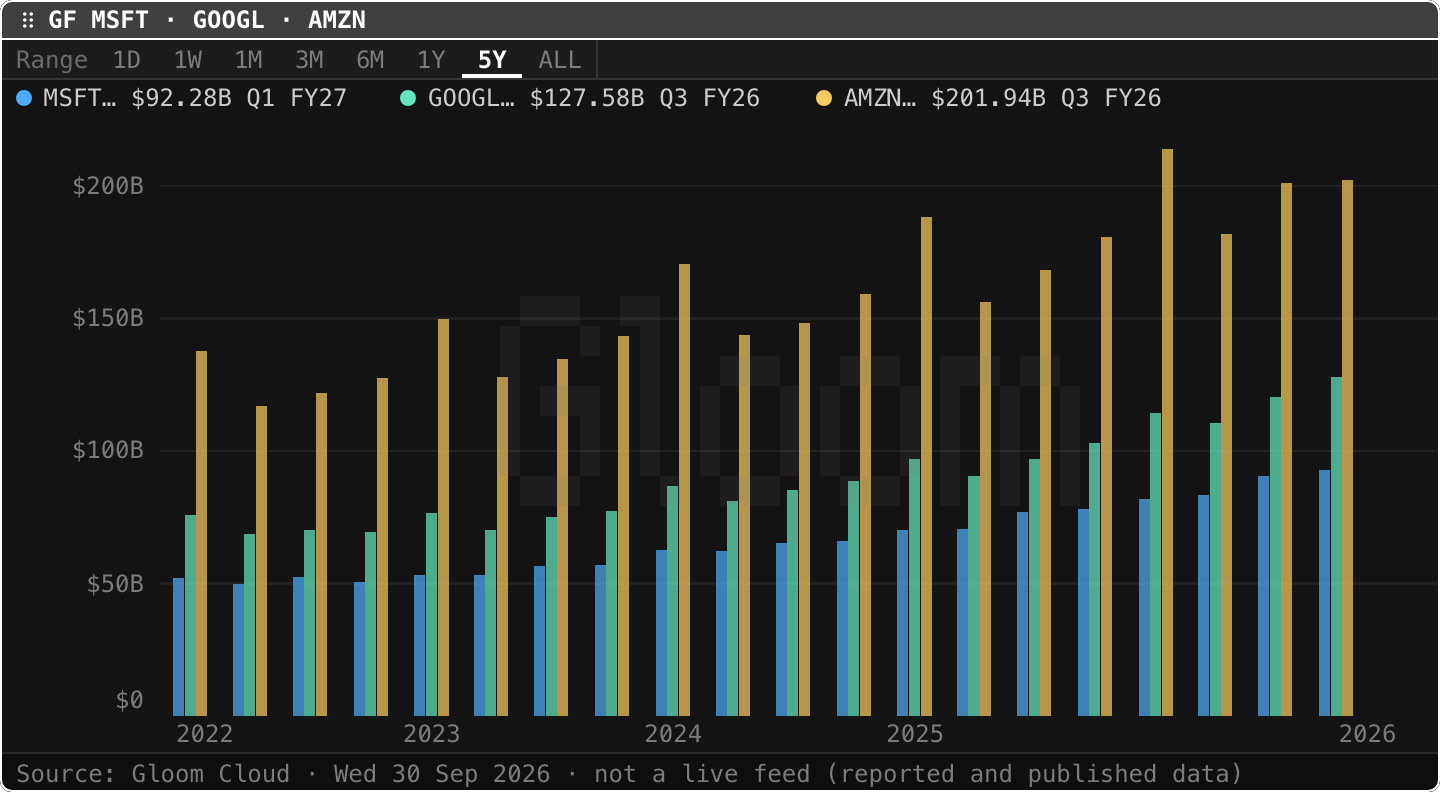 GF MSFT · GOOGL · AMZN
Range 1D 1W 1M 3M 6M 1Y 5Y ALL
MSFT… $92.28B Q1 FY27 GOOGL… $127.58B Q3 FY26 AMZN… $201.94B Q3 FY26
$200B
$150B
$100B
$50B
$0
Gloom
2022 2023 2024 2025 2026
Source: Gloom Cloud · Wed 30 Sep 2026 · not a live feed (reported and published data)